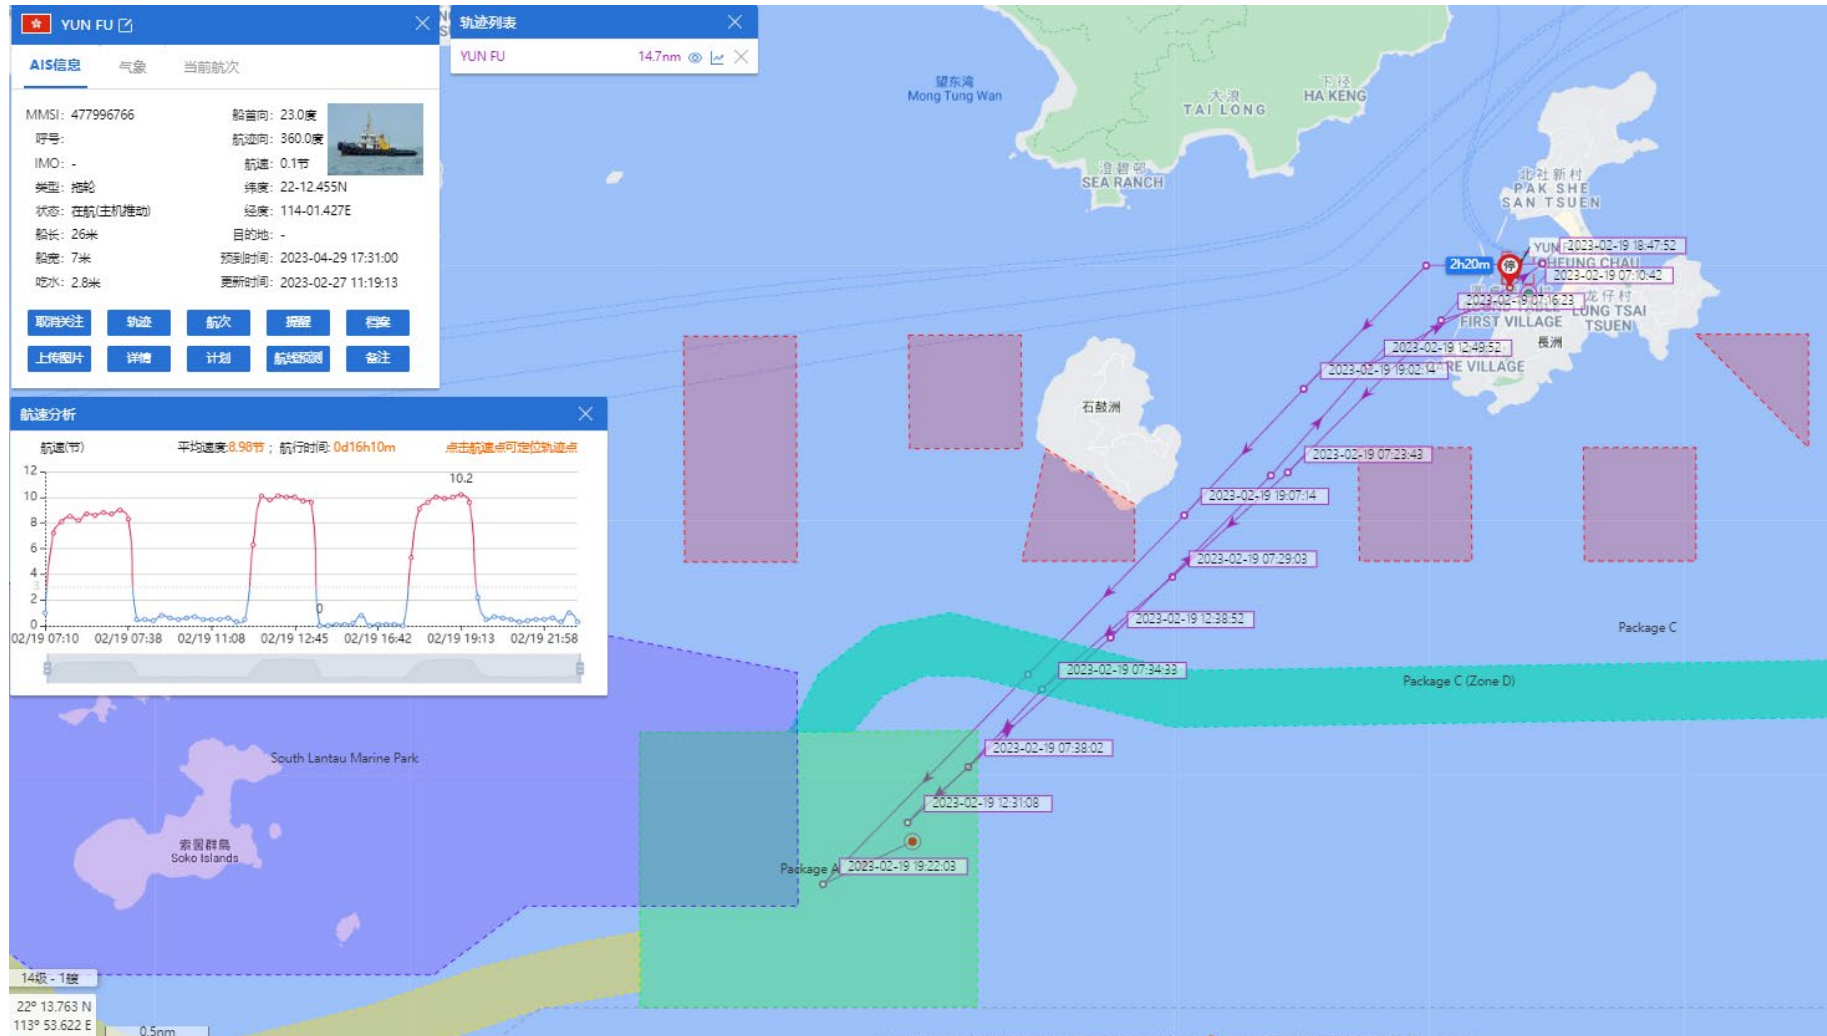 YUN FU
AIS信息
气象
当前航次
MMSI: 477996766
船首向: 23.0度
呼号:
航迹向: 360.0度
IMO: -
航速: 0.1节
类型: 拖轮
纬度: 22-12.455N
状态: 在航(主机推动)
经度: 114-01.427E
船长: 26米
目的地: -
船宽: 7米
预到时间: 2023-04-29 17:31:00
吃水: 2.8米
更新时间: 2023-02-27 11:19:13
取消关注
轨迹
航次
提醒
档案
上传图片
详情
计划
航线预测
备注
轨迹列表
YUN FU
14.7nm
航速分析
航速(节)
平均速度:8.98节 ; 航行时间: 0d16h10m
点击航速点可定位轨迹点
12
10
8
6
4
3
2
0
10.2
0
02/19 07:10
02/19 07:38
02/19 11:08
02/19 12:45
02/19 16:42
02/19 19:13
02/19 21:58
望东湾
Mong Tung Wan
大浪
TAI LONG
下径
HA KENG
澄碧邨
SEA RANCH
北社新村
PAK SHE
SAN TSUEN
2h20m
停
2023-02-19 18:47:52
CHEUNG CHAU
2023-02-19 07:10:42
2023-02-19 07:16:23
龙仔村
LUNG TSAI
TSUEN
FIRST VILLAGE
長洲
2023-02-19 12:49:52
2023-02-19 19:02:14
石鼓洲
2023-02-19 07:23:43
2023-02-19 19:07:14
2023-02-19 07:29:03
2023-02-19 12:38:52
Package C
2023-02-19 07:34:33
Package C (Zone D)
2023-02-19 07:38:02
South Lantau Marine Park
2023-02-19 12:31:08
索罟群島
Soko Islands
Package A
2023-02-19 19:22:03
14级 - 1艘
22º 13.763 N
113º 53.622 E
0.5nm